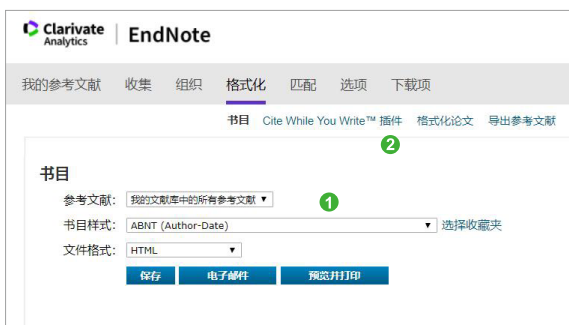 Clarivate Analytics EndNote
我的参考文献 收集 组织 格式化 匹配 选项 下载项
书目 Cite While You Write™ 插件 格式化论文 导出参考文献
2
书目
参考文献: 我的文献库中的所有参考文献 1
书目样式: ABNT (Author-Date) 选择收藏夹
文件格式: HTML
保存 电子邮件 预览并打印